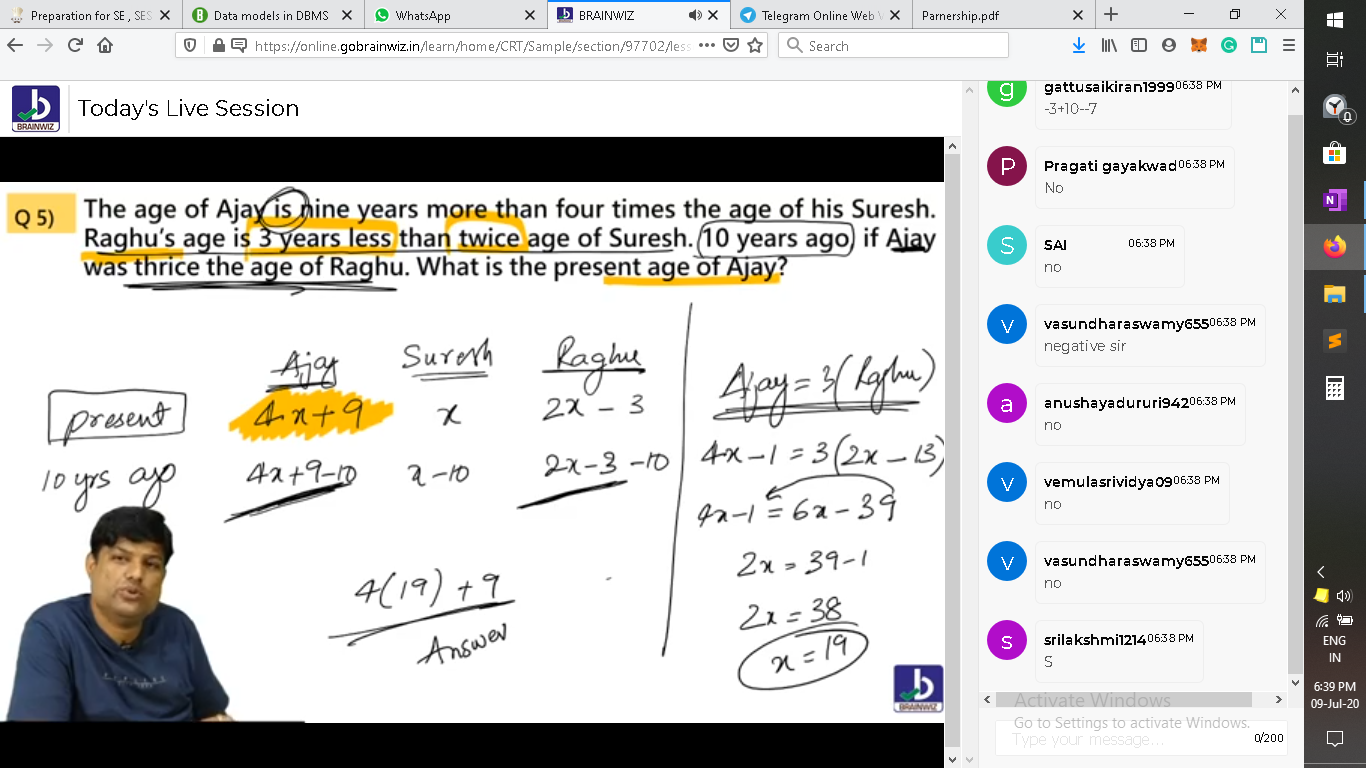 Preparation for SE , SES
Data models in DBMS
WhatsApp
BRAINWIZ
Telegram Online Web
Parnership.pdf
https://online.gobrainwiz.in/learn/home/CRT/Sample/section/97702/less
Search
BRAINWIZ
Today's Live Session
Q 5)
The age of Ajay is nine years more than four times the age of his Suresh.
Raghu's age is 3 years less than twice age of Suresh. 10 years ago if Ajay
was thrice the age of Raghu. What is the present age of Ajay?
Ajay Suresh Raghu
present 4x+9 x 2x-3
10 yrs ago 4x+9-10 x-10 2x-3-10
4(19)+9
Answer
Ajay=3(Raghu)
4x-1=3(2x-13)
4x-1=6x-39
2x=39-1
2x=38
x=19
BRAINWIZ
g
gattusaikiran1999 06:38 PM
-3+10--7
P
Pragati gayakwad 06:38 PM
No
S
SAI 06:38 PM
no
v
vasundharaswamy655 06:38 PM
negative sir
a
anushayadururi942 06:38 PM
no
v
vemulasrividya09 06:38 PM
no
v
vasundharaswamy655 06:38 PM
no
s
srilakshmi1214 06:38 PM
S
Activate Windows
Go to Settings to activate Windows.
Type your message...
0/200
ENG
IN
6:39 PM
09-Jul-20